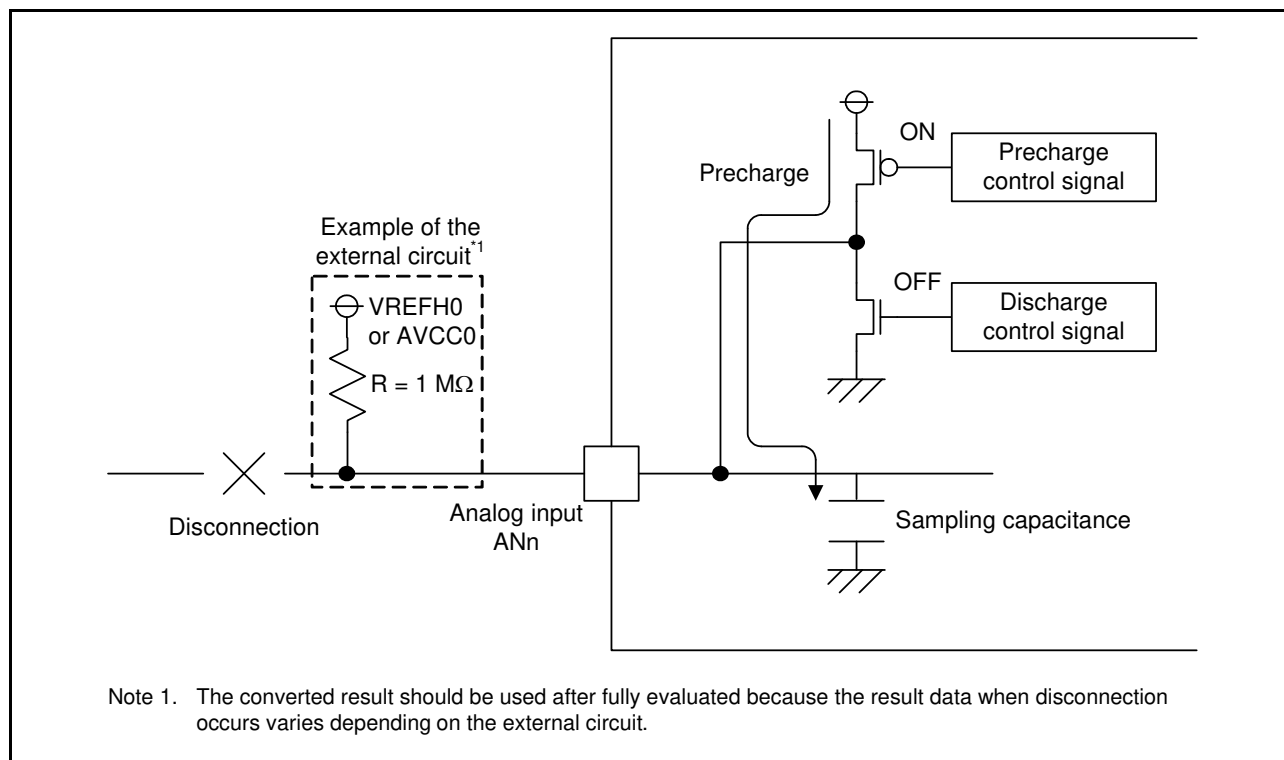 ON
Precharge
control signal
Precharge
Example of the
external circuit*1
VREFH0
or AVCC0
R = 1 MΩ
OFF
Discharge
control signal
Disconnection
Analog input
ANn
Sampling capacitance
Note 1. The converted result should be used after fully evaluated because the result data when disconnection
occurs varies depending on the external circuit.